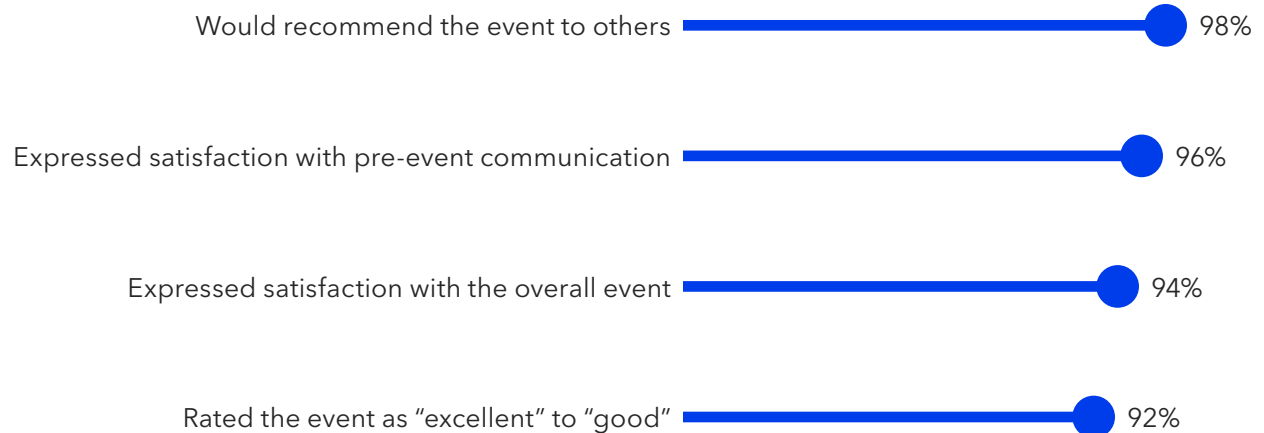 Would recommend the event to others 98%
Expressed satisfaction with pre-event communication 96%
Expressed satisfaction with the overall event 94%
Rated the event as “excellent” to “good” 92%